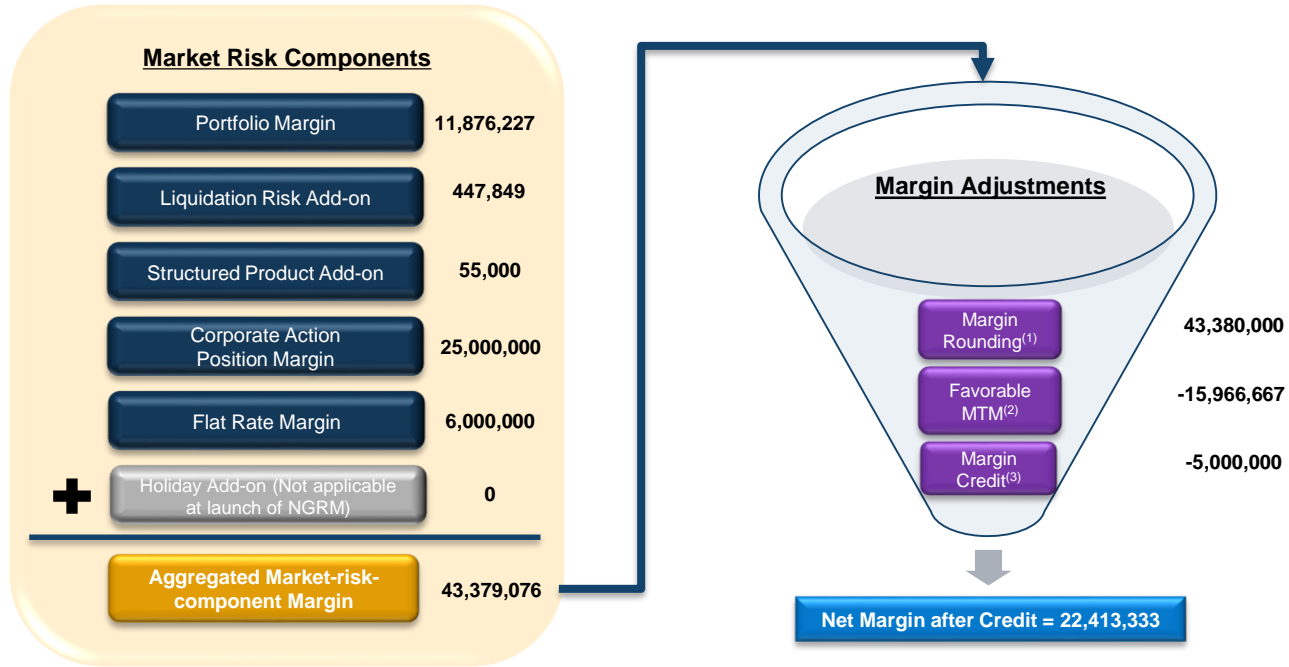 Market Risk Components
Portfolio Margin 11,876,227
Liquidation Risk Add-on 447,849
Structured Product Add-on 55,000
Corporate Action
Position Margin 25,000,000
Flat Rate Margin 6,000,000
Holiday Add-on (Not applicable
at launch of NGRM) 0
Aggregated Market-risk-
component Margin 43,379,076
Margin Adjustments
Margin
Rounding(1) 43,380,000
Favorable
MTM(2) -15,966,667
Margin
Credit(3) -5,000,000
Net Margin after Credit = 22,413,333